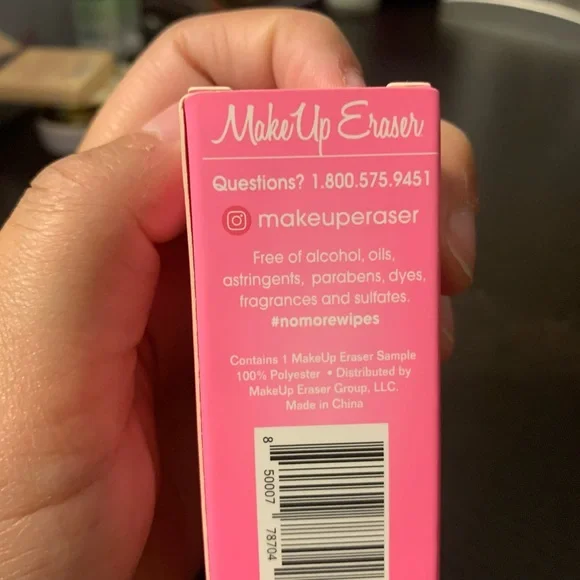 MakeUp Eraser
Questions? 1.800.575.9451
makeuperaser
Free of alcohol, oils,
astringents, parabens, dyes,
fragrances and sulfates.
#nomorewipes
Contains 1 MakeUp Eraser Sample
100% Polyester • Distributed by
MakeUp Eraser Group, LLC.
Made in China
8 50007 78704